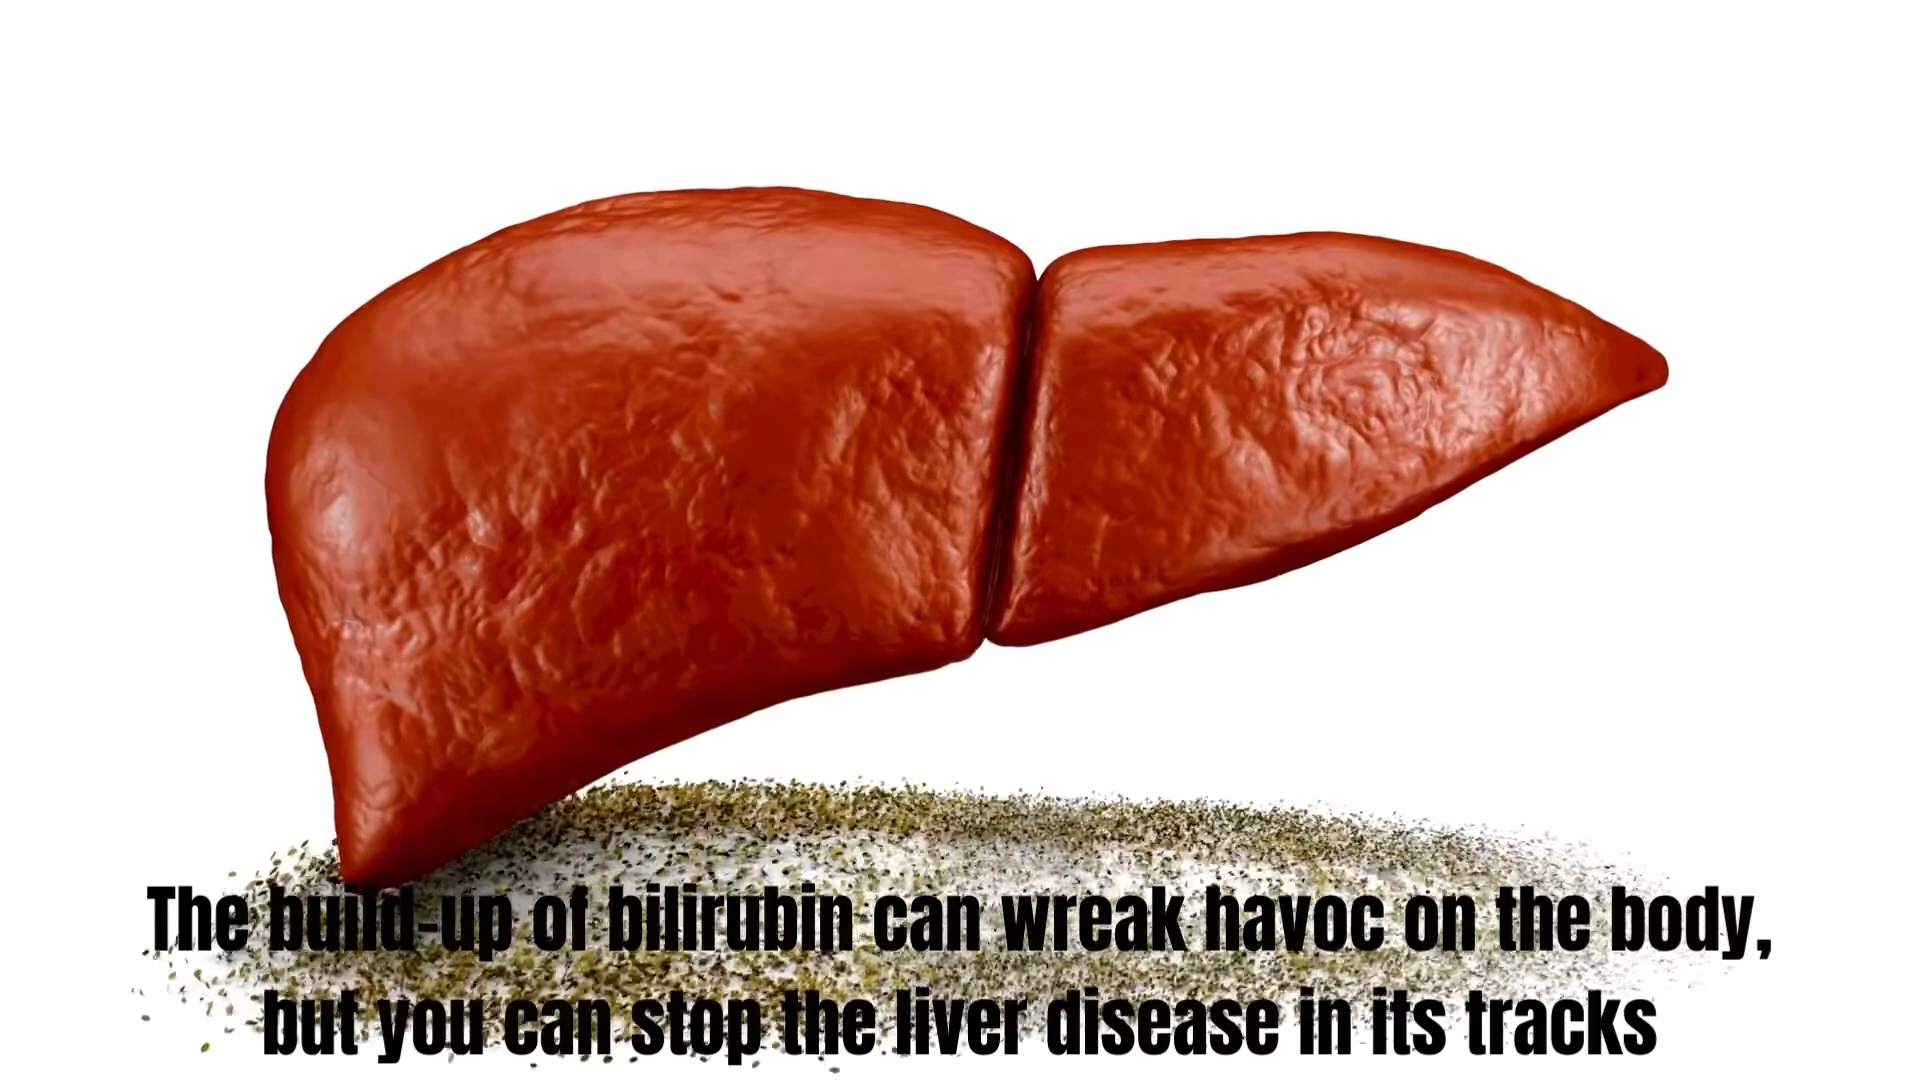 The build-up of bilirubin can wreak havoc on the body,
but you can stop the liver disease in its tracks